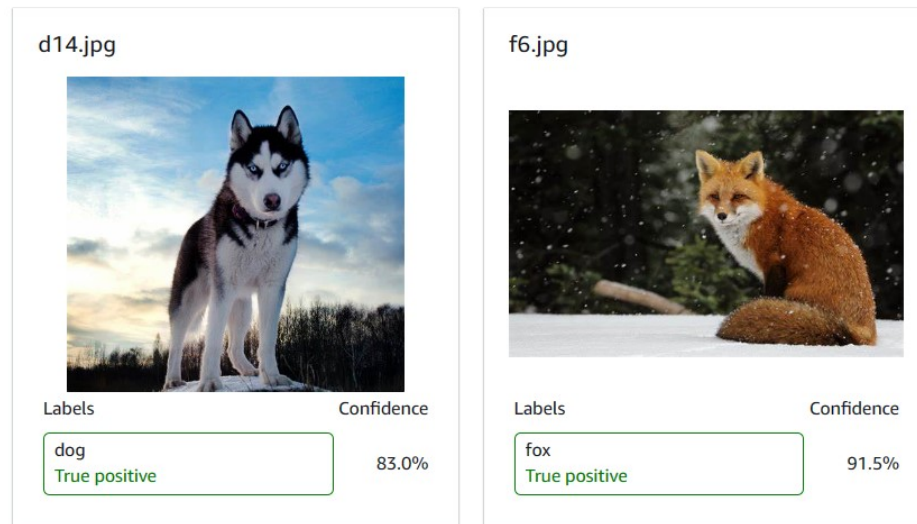 d14.jpg
Labels
Confidence
dog
True positive
83.0%
f6.jpg
Labels
Confidence
fox
True positive
91.5%